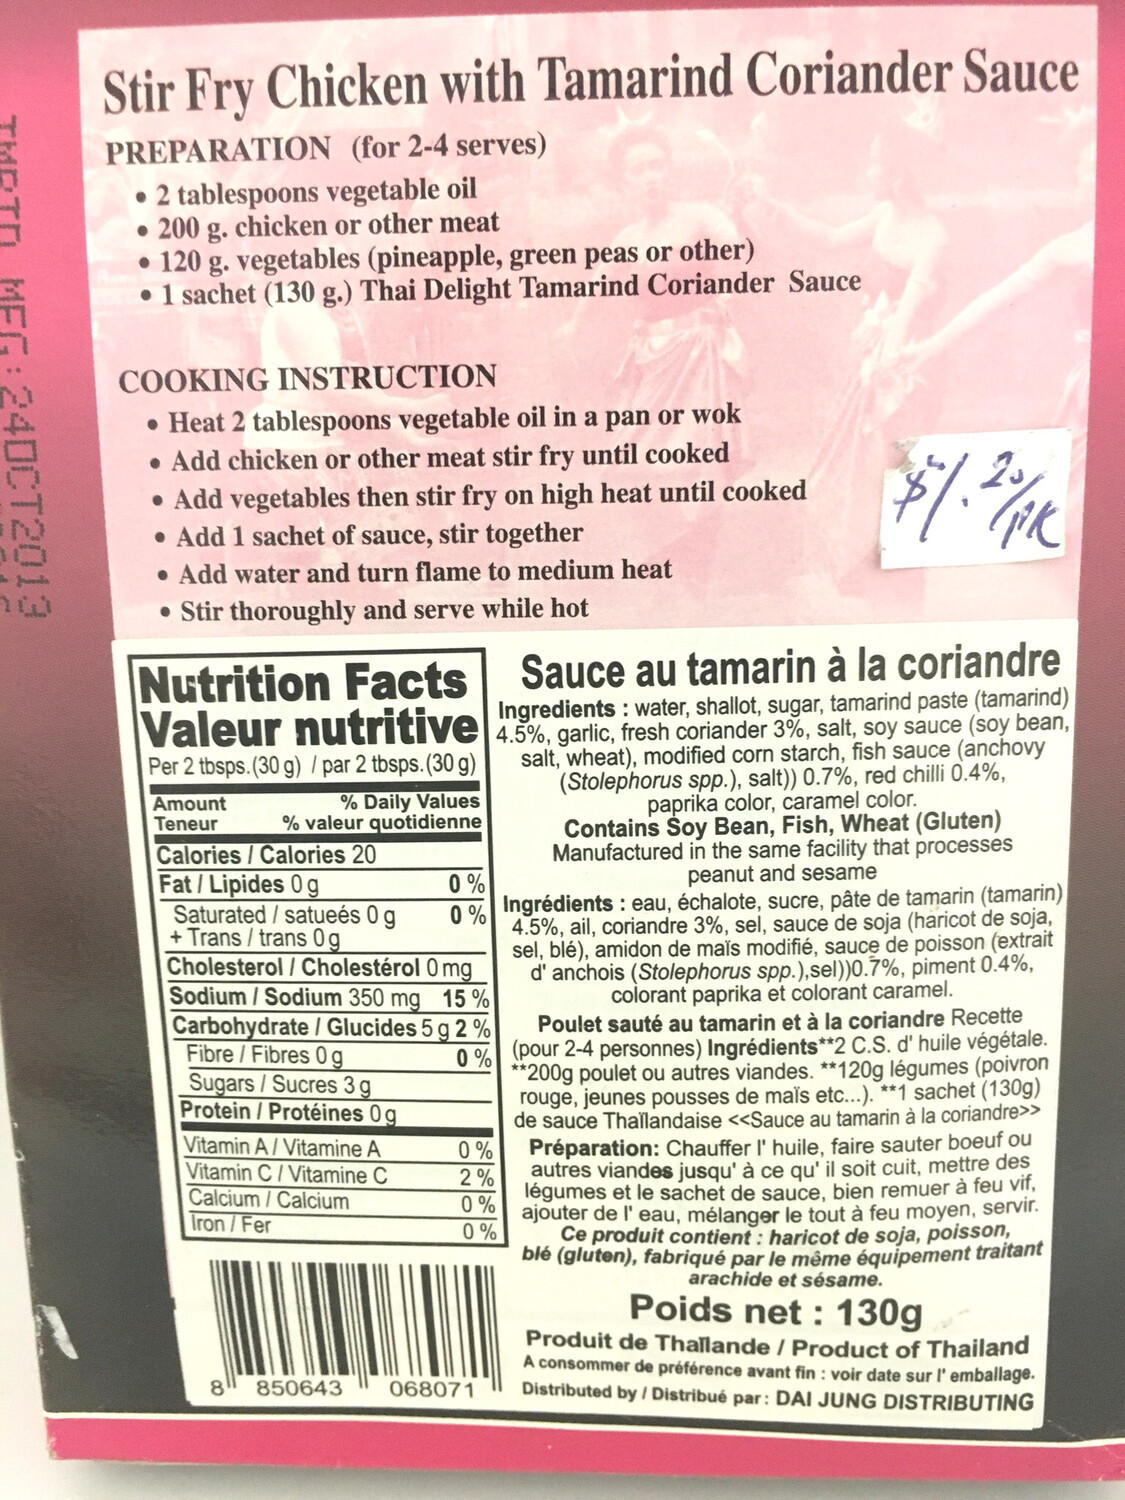 Stir Fry Chicken with Tamarind Coriander Sauce
PREPARATION (for 2-4 serves)
• 2 tablespoons vegetable oil
• 200 g. chicken or other meat
• 120 g. vegetables (pineapple, green peas or other)
• 1 sachet (130 g.) Thai Delight Tamarind Coriander Sauce
COOKING INSTRUCTION
• Heat 2 tablespoons vegetable oil in a pan or wok
• Add chicken or other meat stir fry until cooked
• Add vegetables then stir fry on high heat until cooked
• Add 1 sachet of sauce, stir together
• Add water and turn flame to medium heat
• Stir thoroughly and serve while hot
$1.20/PK
MFG:24OCT2013
Nutrition Facts
Valeur nutritive
Per 2 tbsps.(30 g) / par 2 tbsps.(30 g)
Amount % Daily Values
Teneur % valeur quotidienne
Calories / Calories 20
Fat / Lipides 0 g 0 %
Saturated / satueés 0 g 0 %
+ Trans / trans 0 g
Cholesterol / Cholestérol 0 mg
Sodium / Sodium 350 mg 15 %
Carbohydrate / Glucides 5 g 2 %
Fibre / Fibres 0 g 0 %
Sugars / Sucres 3 g
Protein / Protéines 0 g
Vitamin A / Vitamine A 0 %
Vitamin C / Vitamine C 2 %
Calcium / Calcium 0 %
Iron / Fer 0 %
8 850643 068071
Sauce au tamarin à la coriandre
Ingredients : water, shallot, sugar, tamarind paste (tamarind)
4.5%, garlic, fresh coriander 3%, salt, soy sauce (soy bean,
salt, wheat), modified corn starch, fish sauce (anchovy
(Stolephorus spp.), salt)) 0.7%, red chilli 0.4%,
paprika color, caramel color.
Contains Soy Bean, Fish, Wheat (Gluten)
Manufactured in the same facility that processes
peanut and sesame
Ingrédients : eau, échalote, sucre, pâte de tamarin (tamarin)
4.5%, ail, coriandre 3%, sel, sauce de soja (haricot de soja,
sel, blé), amidon de maïs modifié, sauce de poisson (extrait
d' anchois (Stolephorus spp.),sel))0.7%, piment 0.4%,
colorant paprika et colorant caramel.
Poulet sauté au tamarin et à la coriandre Recette
(pour 2-4 personnes) Ingrédients**2 C.S. d' huile végétale.
**200g poulet ou autres viandes. **120g légumes (poivron
rouge, jeunes pousses de maïs etc...). **1 sachet (130g)
de sauce Thaïlandaise <<Sauce au tamarin à la coriandre>>
Préparation: Chauffer l' huile, faire sauter boeuf ou
autres viandes jusqu' à ce qu' il soit cuit, mettre des
légumes et le sachet de sauce, bien remuer à feu vif,
ajouter de l' eau, mélanger le tout à feu moyen, servir.
Ce produit contient : haricot de soja, poisson,
blé (gluten), fabriqué par le même équipement traitant
arachide et sésame.
Poids net : 130g
Produit de Thaïlande / Product of Thailand
A consommer de préférence avant fin : voir date sur l' emballage.
Distributed by / Distribué par : DAI JUNG DISTRIBUTING